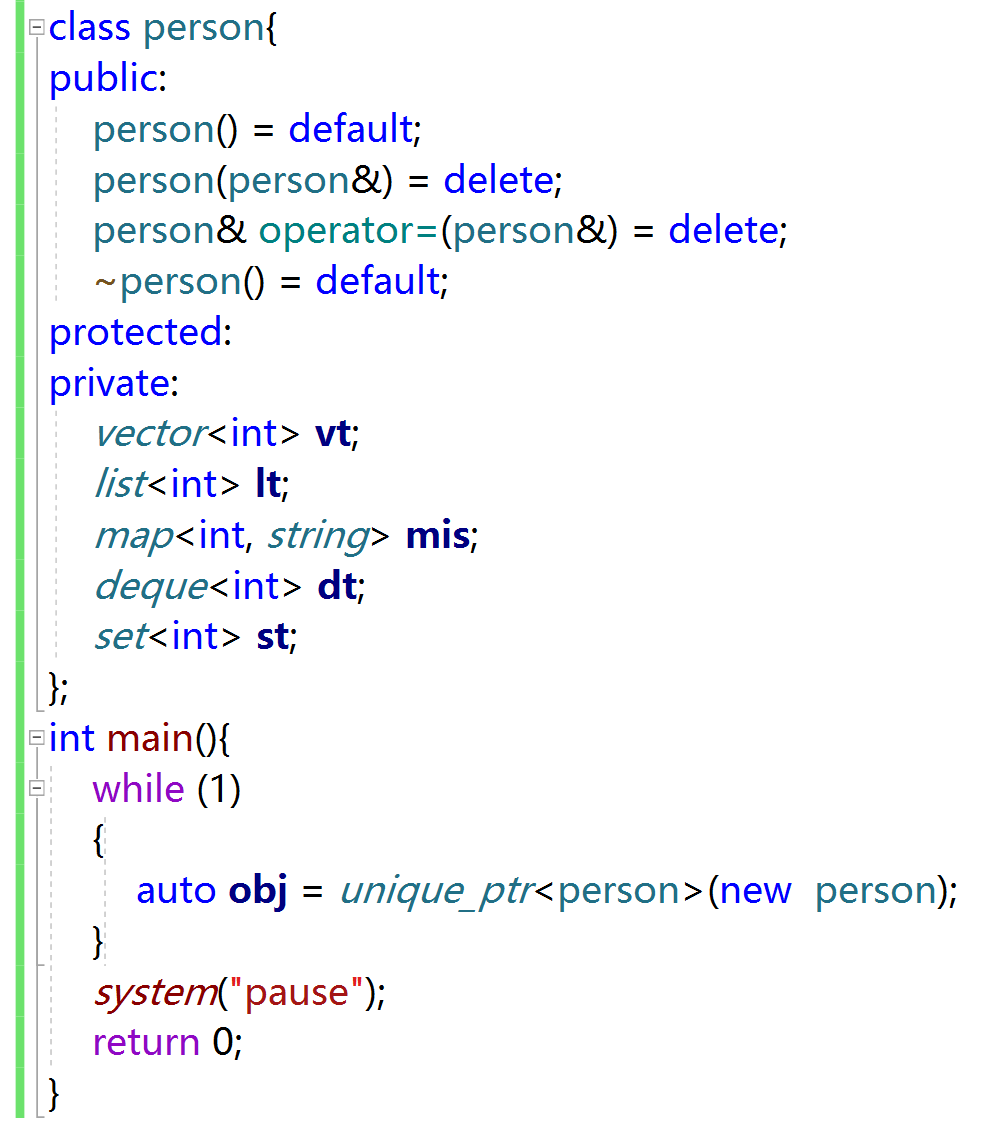 class person{
public:
    person() = default;
    person(person&) = delete;
    person& operator=(person&) = delete;
    ~person() = default;
protected:
private:
    vector<int> vt;
    list<int> lt;
    map<int, string> mis;
    deque<int> dt;
    set<int> st;
};
int main(){
    while (1)
    {
        auto obj = unique_ptr<person>(new  person);
    }
    system("pause");
    return 0;
}